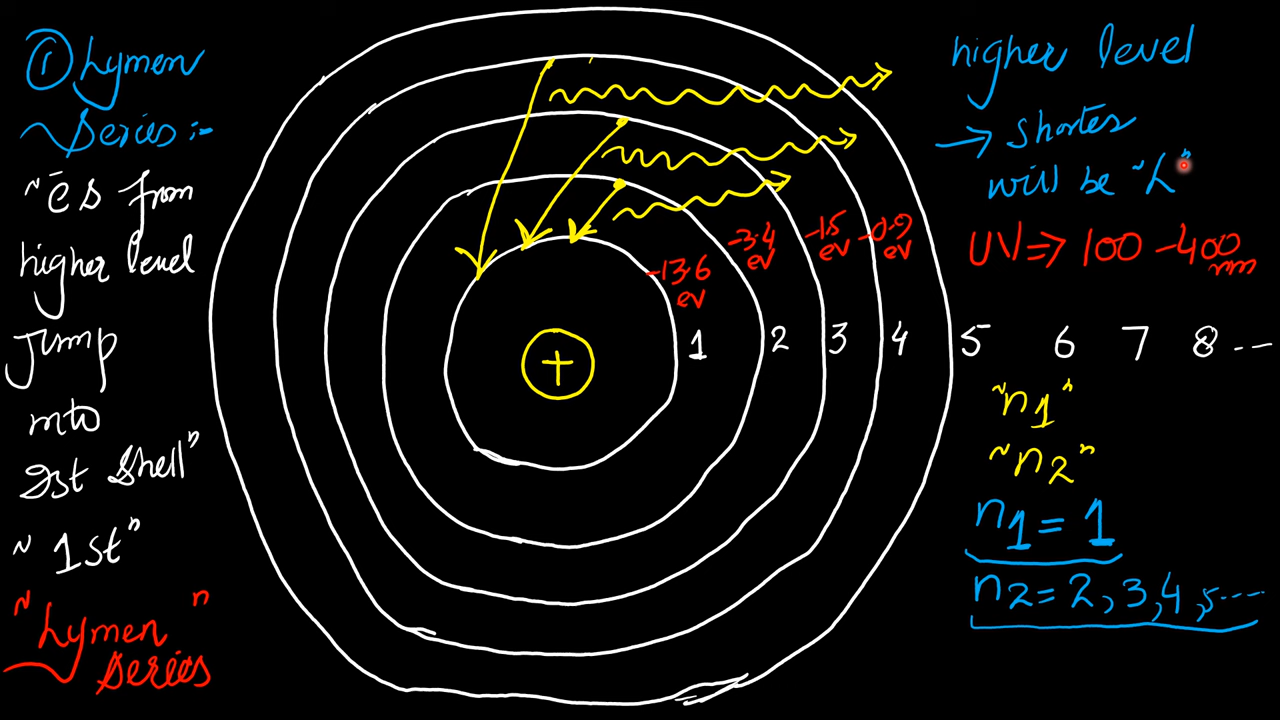 ① Lymen
Series:-
"ēs from
higher level
Jump
into
1st Shell"
"1st"
"Lymen"
Series
+
-13.6
ev
-3.4
ev
-1.5
ev
-0.9
ev
1 2 3 4 5 6 7 8 --
higher level
→ Shortes
will be "λ"
UV ⇒ 100 - 400
nm
"n1"
"n2"
n1 = 1
n2 = 2, 3, 4, 5 ----